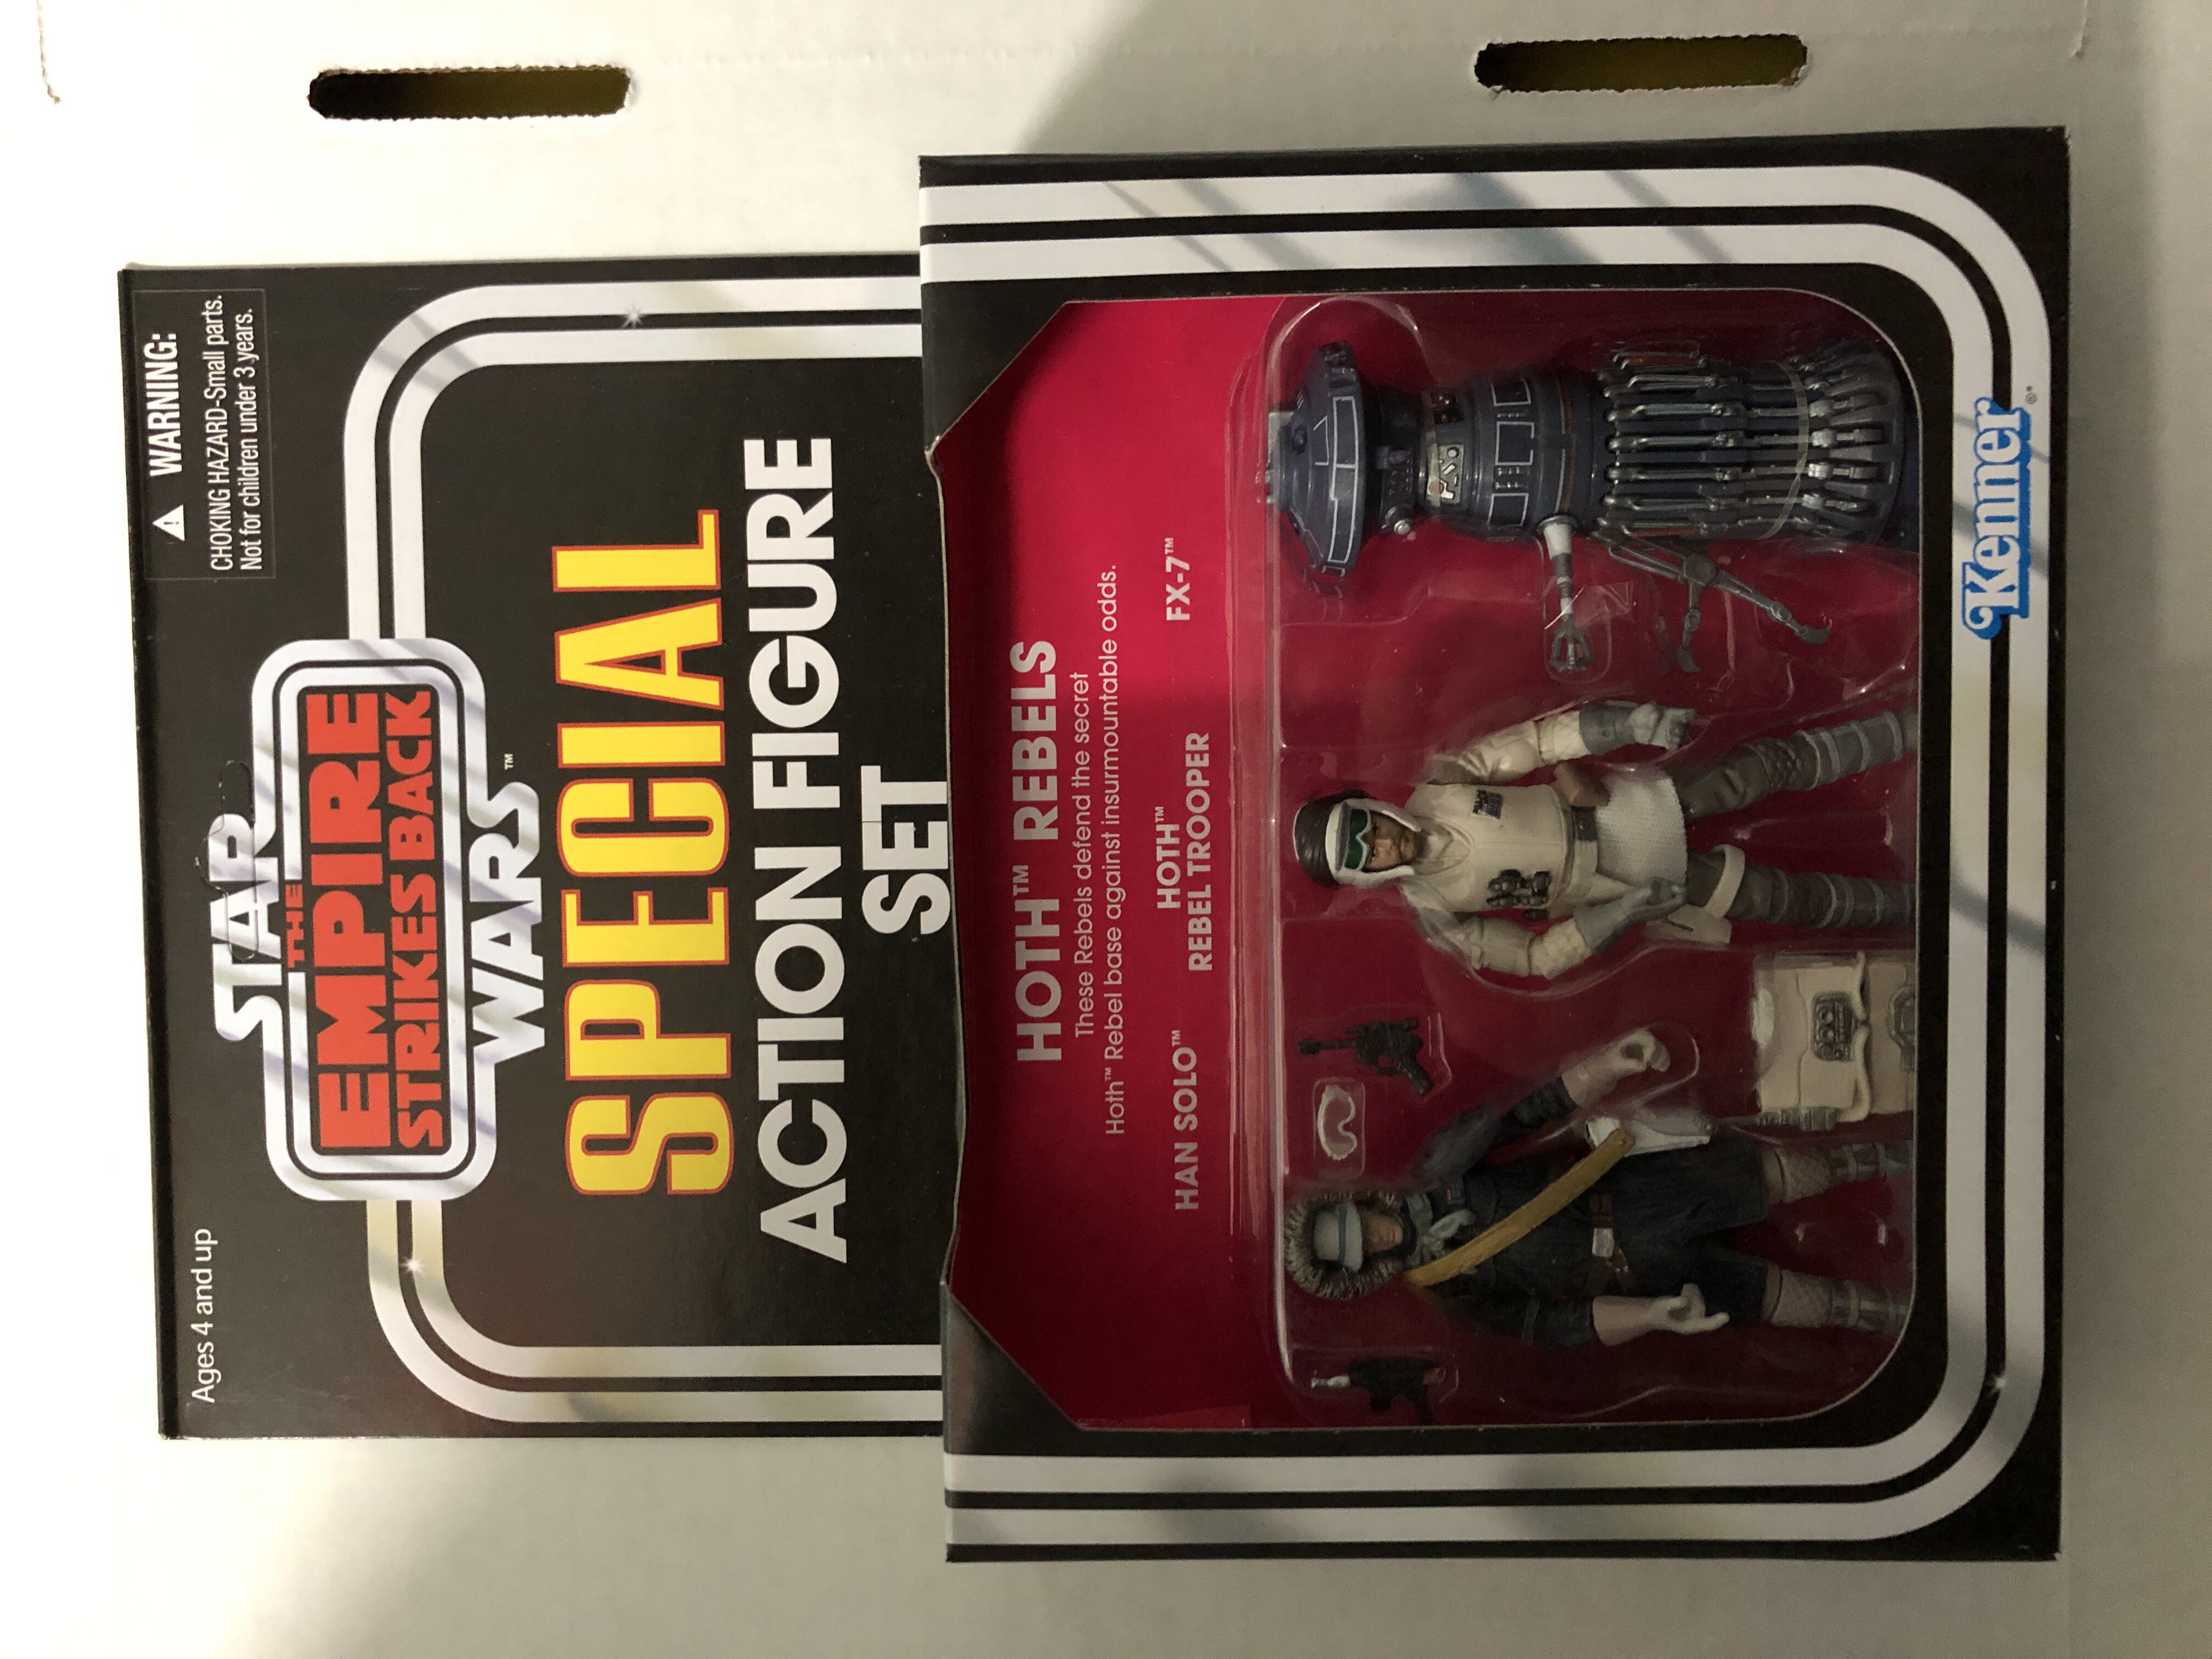 Ages 4 and up
⚠ WARNING:
CHOKING HAZARD-Small parts.
Not for children under 3 years.
STAR
THE
EMPIRE
STRIKES BACK
WARS™
SPECIAL
ACTION FIGURE
SET
HOTH™ REBELS
These Rebels defend the secret
Hoth™ Rebel base against insurmountable odds.
HAN SOLO™
HOTH™
REBEL TROOPER
FX-7™
Kenner®